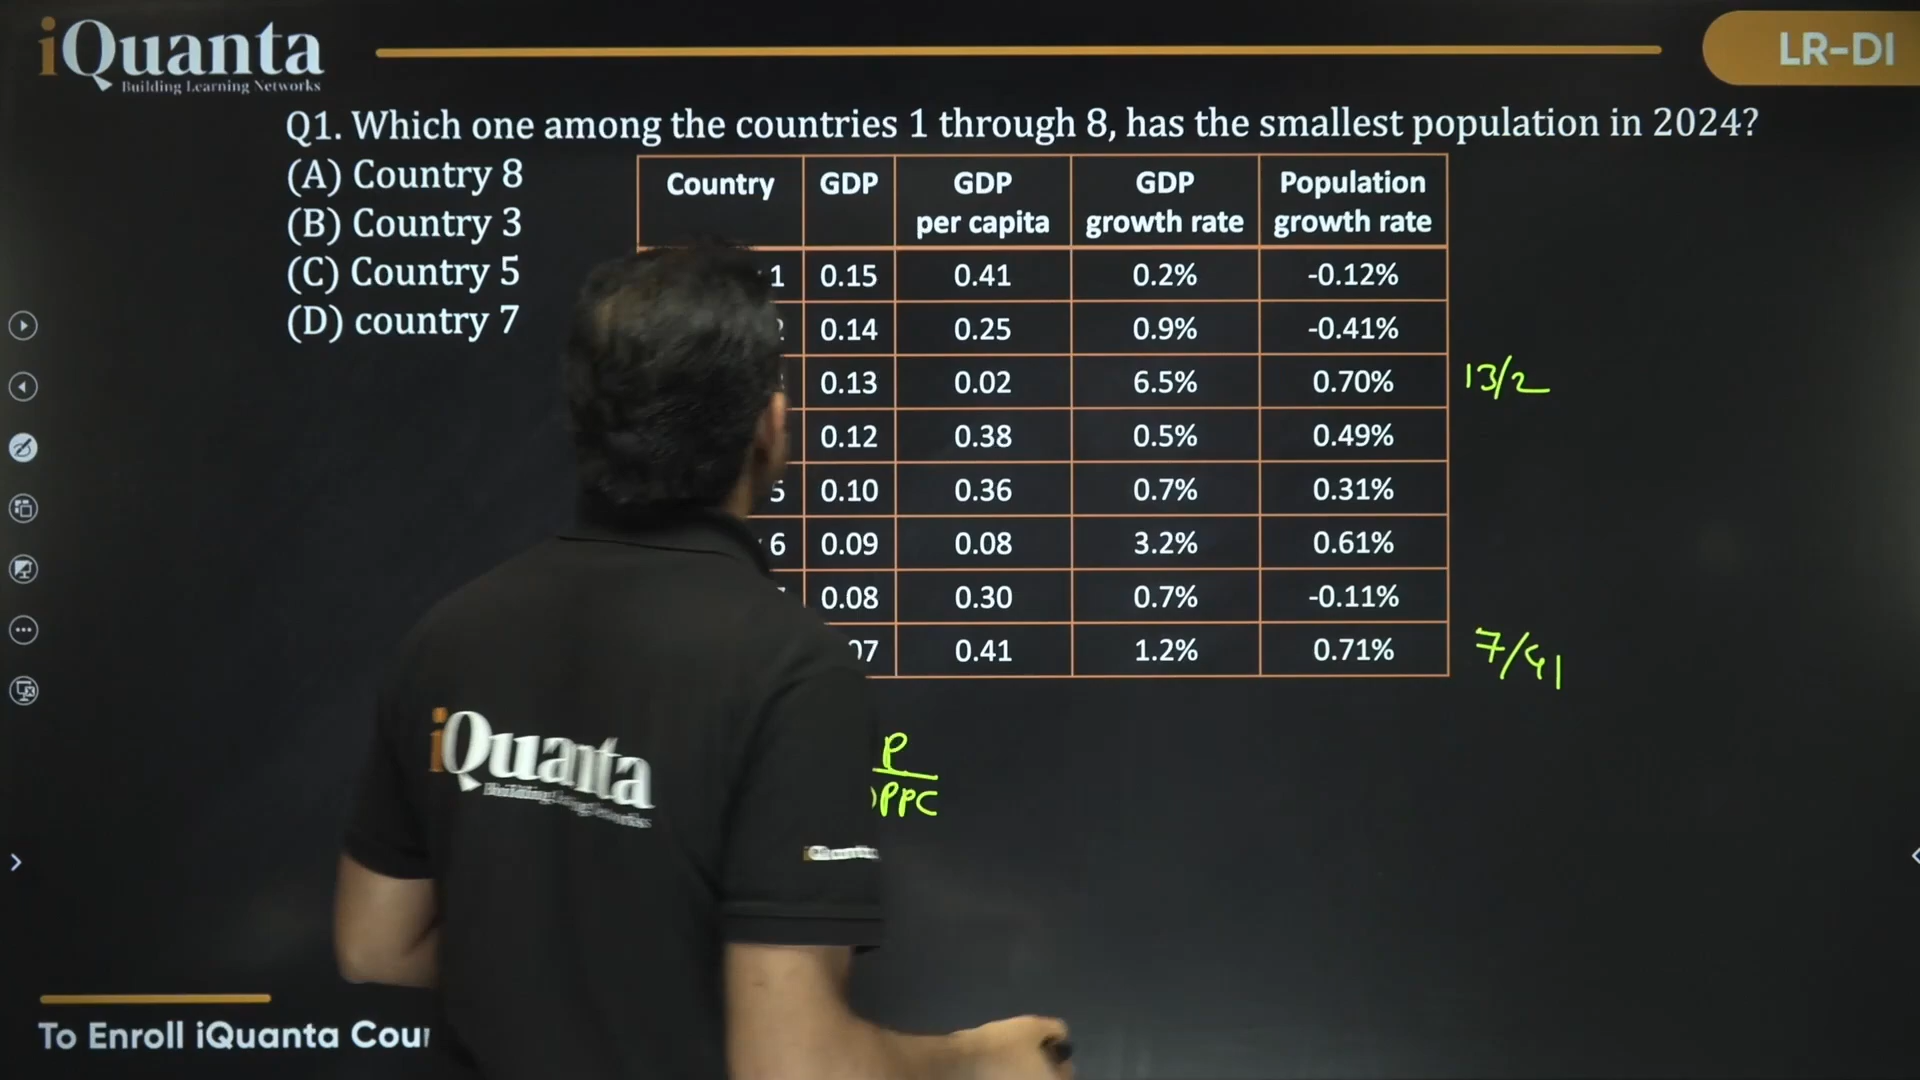 iQuanta
Building Learning Networks
LR-DI
Q1. Which one among the countries 1 through 8, has the smallest population in 2024?
(A) Country 8
(B) Country 3
(C) Country 5
(D) country 7
Country GDP GDP per capita GDP growth rate Population growth rate
1 0.15 0.41 0.2% -0.12%
0.14 0.25 0.9% -0.41%
0.13 0.02 6.5% 0.70% 13/2
0.12 0.38 0.5% 0.49%
5 0.10 0.36 0.7% 0.31%
6 0.09 0.08 3.2% 0.61%
0.08 0.30 0.7% -0.11%
07 0.41 1.2% 0.71% 7/41
P
PPC
iQuanta
To Enroll iQuanta Cour